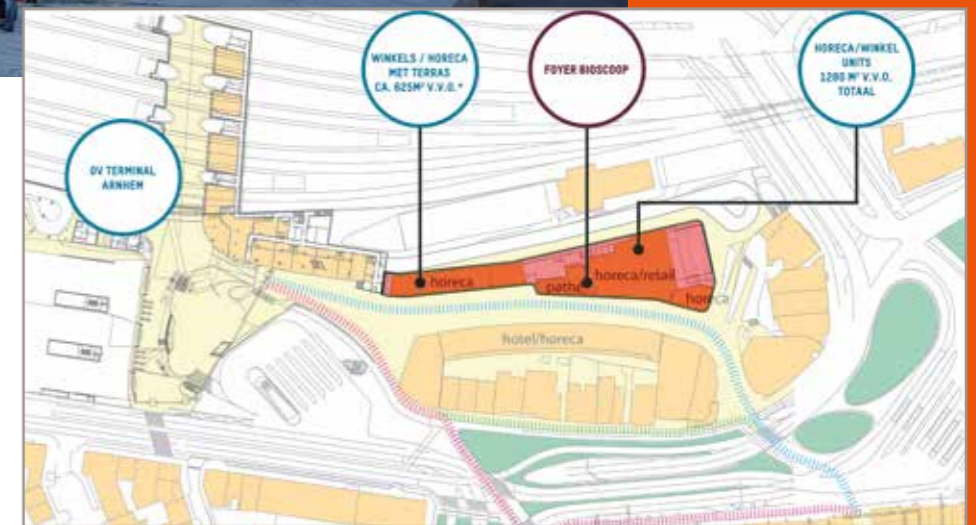 WINKELS / HORECA
MET TERRAS
CA. 625M² V.V.O.*
FOYER BIOSCOOP
HORECA/WINKEL
UNITS
1280 M² V.V.O.
TOTAAL
OV TERMINAL
ARNHEM
horeca
horeca/retail
pathé
horeca
hotel/horeca